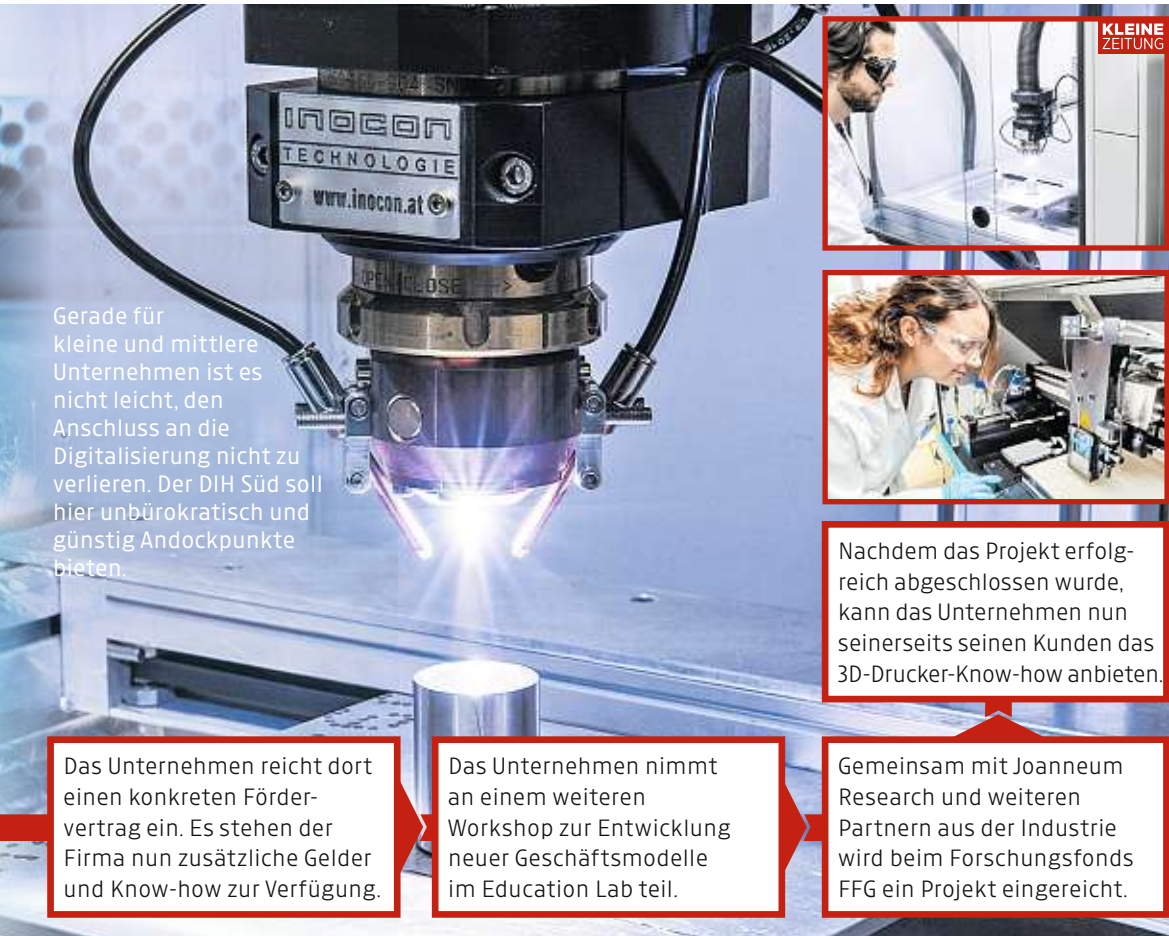 INOCON
TECHNOLOGIE
www.inocon.at
OPEN
CLOSE
KLEINE
ZEITUNG
Gerade für
kleine und mittlere
Unternehmen ist es
nicht leicht, den
Anschluss an die
Digitalisierung nicht zu
verlieren. Der DIH Süd soll
hier unbürokratisch und
günstig Andockpunkte
bieten.
Das Unternehmen reicht dort
einen konkreten Förder-
vertrag ein. Es stehen der
Firma nun zusätzliche Gelder
und Know-how zur Verfügung.
Das Unternehmen nimmt
an einem weiteren
Workshop zur Entwicklung
neuer Geschäftsmodelle
im Education Lab teil.
Gemeinsam mit Joanneum
Research und weiteren
Partnern aus der Industrie
wird beim Forschungsfonds
FFG ein Projekt eingereicht.
Nachdem das Projekt erfolg-
reich abgeschlossen wurde,
kann das Unternehmen nun
seinerseits seinen Kunden das
3D-Drucker-Know-how anbieten.